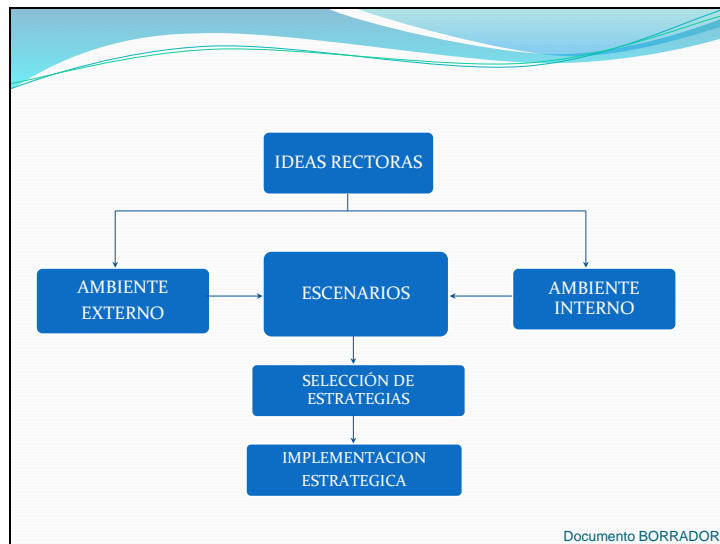 IDEAS RECTORAS
AMBIENTE
EXTERNO
ESCENARIOS
AMBIENTE
INTERNO
SELECCIÓN DE
ESTRATEGIAS
IMPLEMENTACION
ESTRATEGICA
Documento BORRADOR